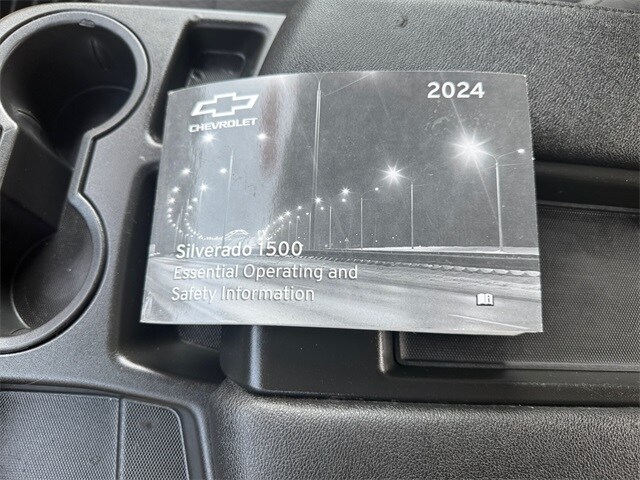 2024
CHEVROLET
Silverado 1500
Essential Operating and
Safety Information